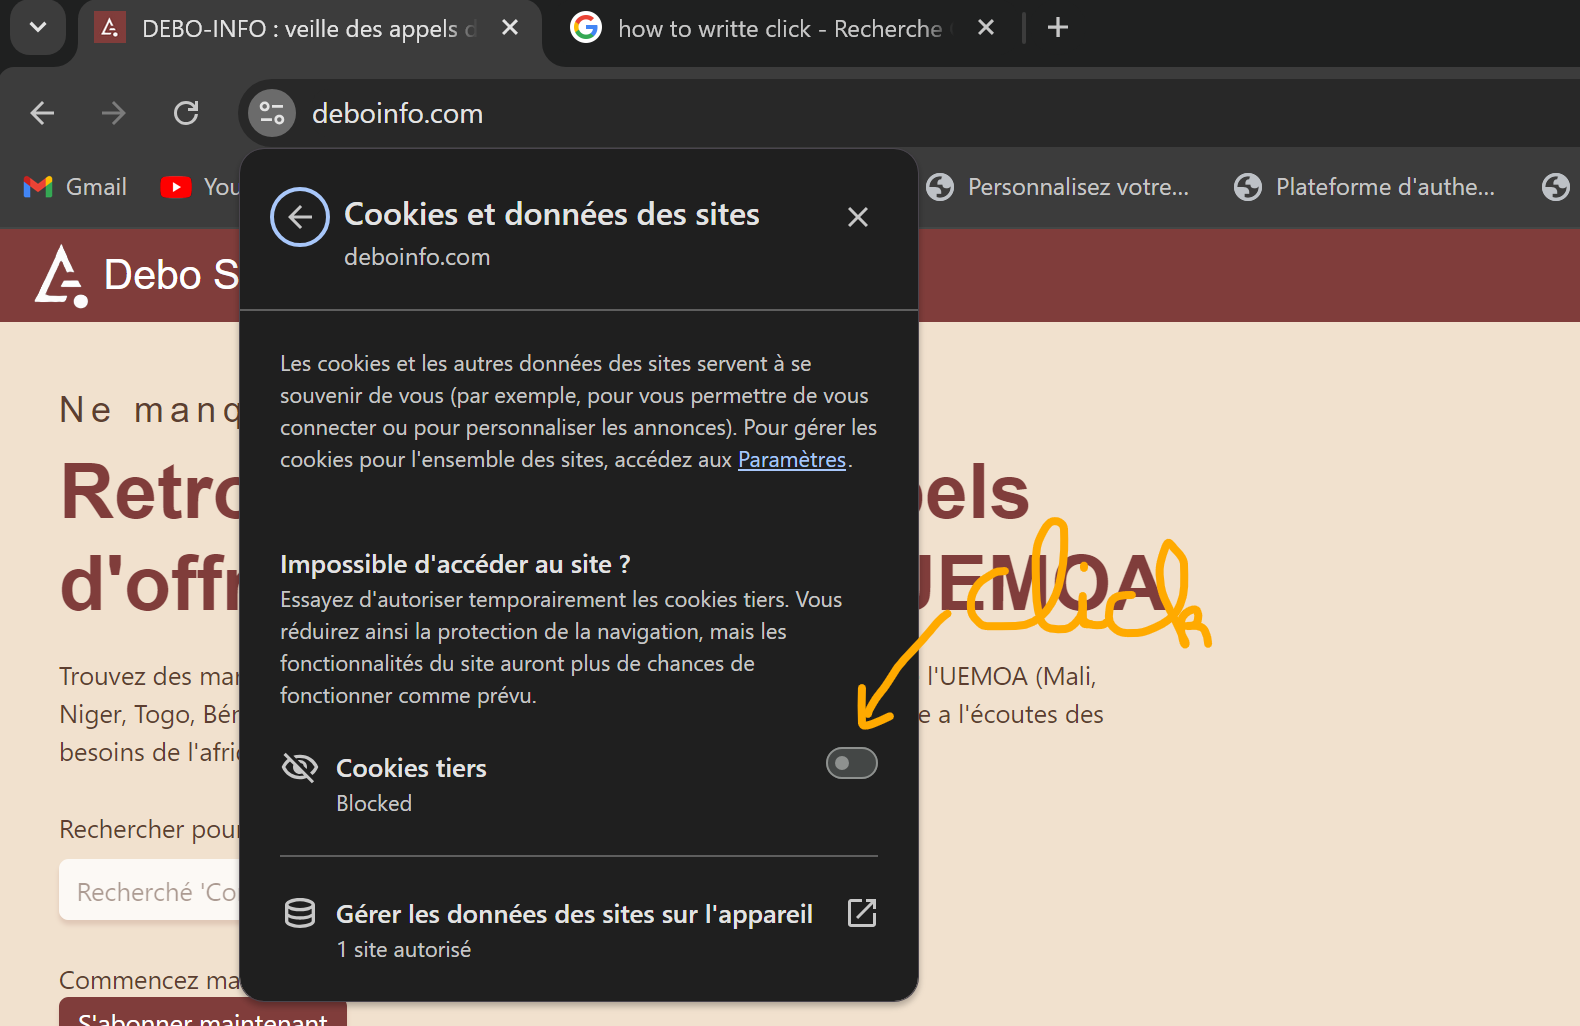 DEBO-INFO : veille des appels d
how to writte click - Recherche
deboinfo.com
Gmail
You
Personnalisez votre...
Plateforme d'authe...
Debo S
Cookies et données des sites
deboinfo.com
Les cookies et les autres données des sites servent à se
souvenir de vous (par exemple, pour vous permettre de vous
connecter ou pour personnaliser les annonces). Pour gérer les
cookies pour l'ensemble des sites, accédez aux Paramètres.
Impossible d'accéder au site ?
Essayez d'autoriser temporairement les cookies tiers. Vous
réduirez ainsi la protection de la navigation, mais les
fonctionnalités du site auront plus de chances de
fonctionner comme prévu.
Cookies tiers
Blocked
Gérer les données des sites sur l'appareil
1 site autorisé
Ne manq
Retro pels
d'offr UEMOA
click
Trouvez des mar l'UEMOA (Mali,
Niger, Togo, Bén e a l'écoutes des
besoins de l'afri
Rechercher pour
Recherché 'Co
Commencez ma
S'abonner maintenant